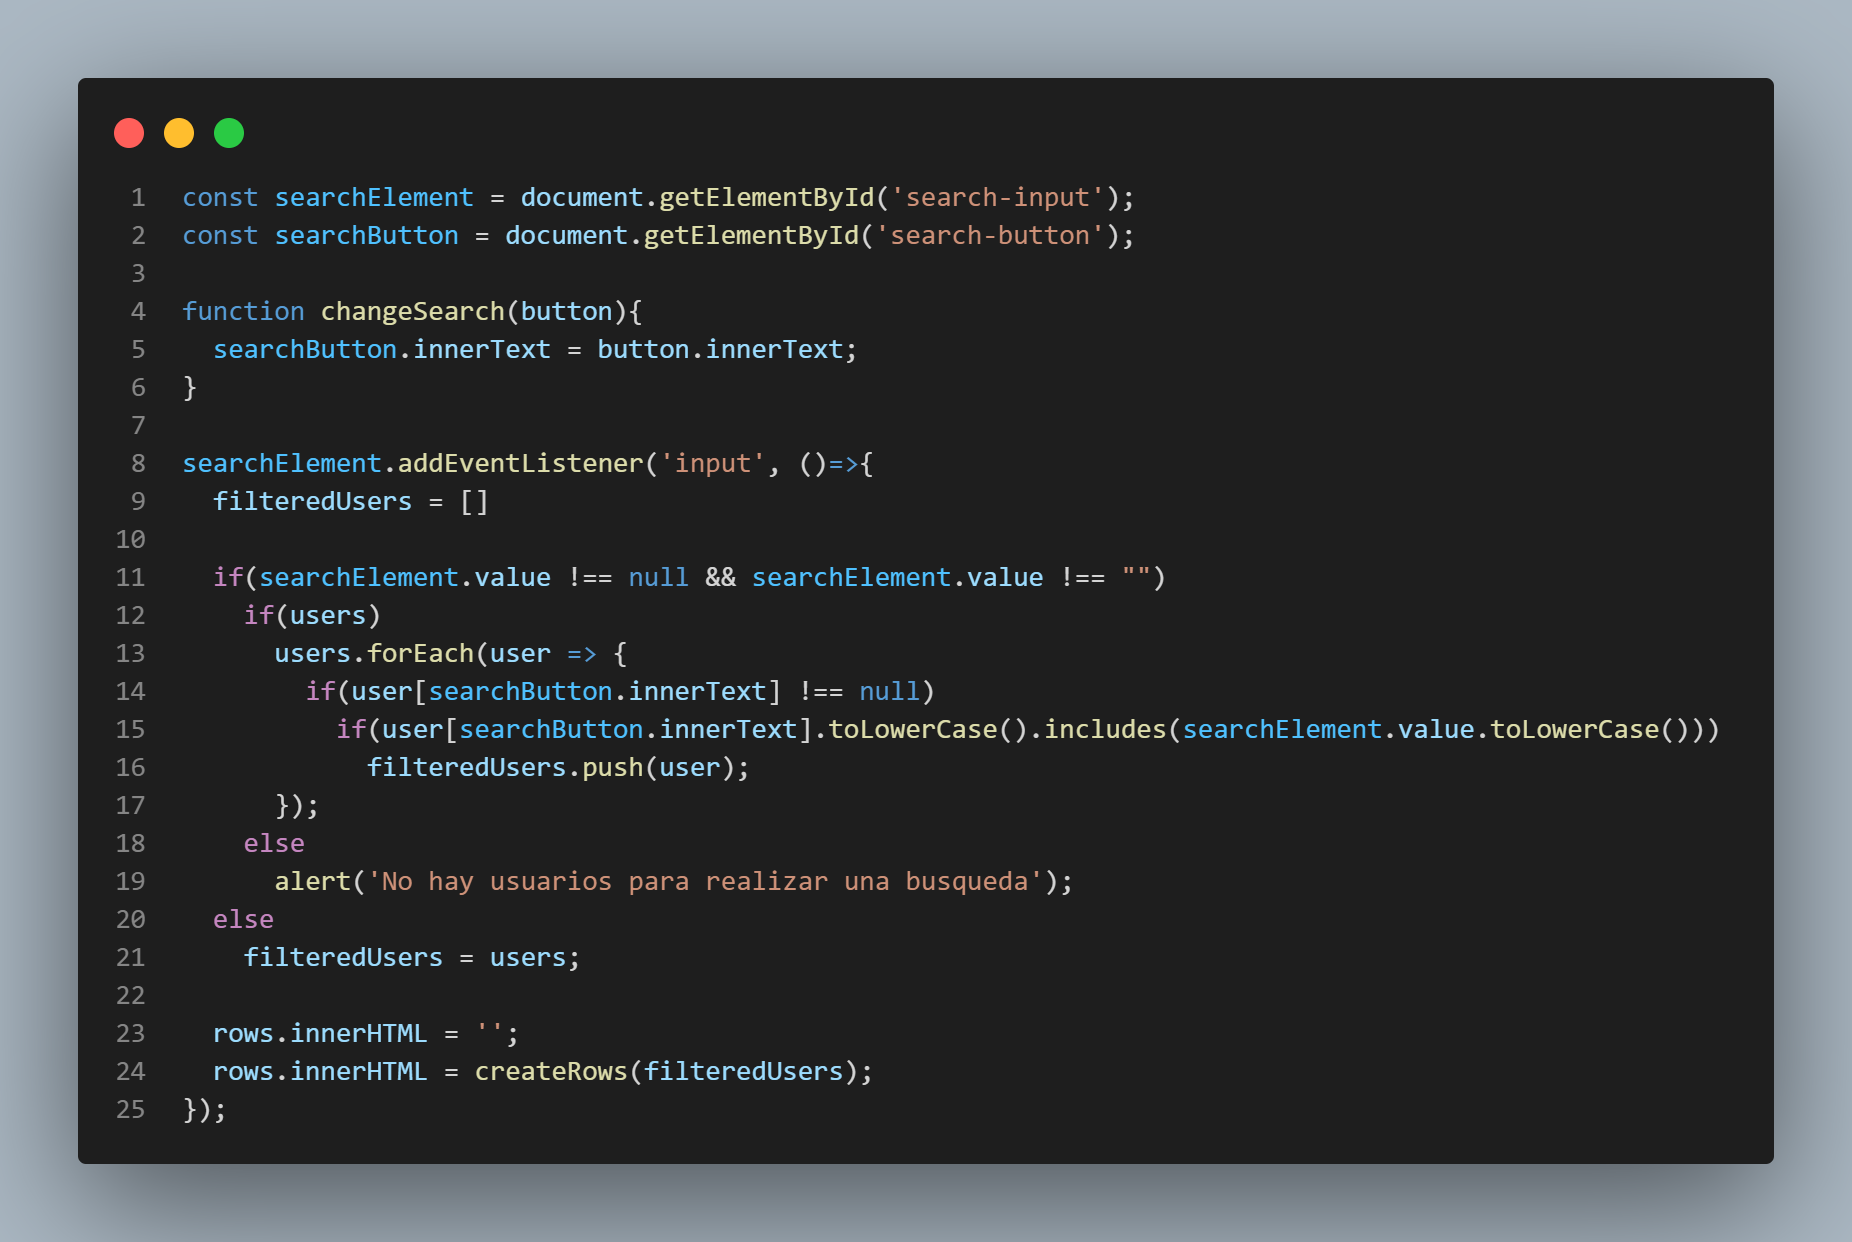 1 const searchElement = document.getElementById('search-input');
2 const searchButton = document.getElementById('search-button');
3
4 function changeSearch(button){
5   searchButton.innerText = button.innerText;
6 }
7
8 searchElement.addEventListener('input', ()=>{
9   filteredUsers = []
10
11   if(searchElement.value !== null && searchElement.value !== "")
12     if(users)
13       users.forEach(user => {
14         if(user[searchButton.innerText] !== null)
15           if(user[searchButton.innerText].toLowerCase().includes(searchElement.value.toLowerCase()))
16             filteredUsers.push(user);
17       });
18     else
19       alert('No hay usuarios para realizar una busqueda');
20   else
21     filteredUsers = users;
22
23   rows.innerHTML = '';
24   rows.innerHTML = createRows(filteredUsers);
25 });